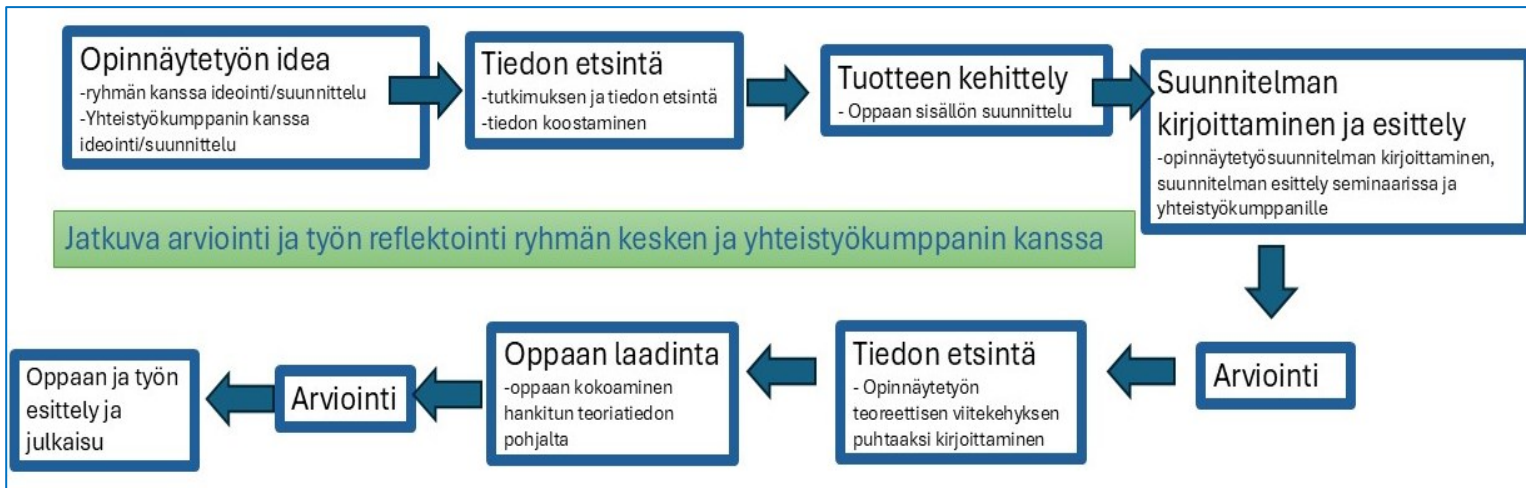 Opinnäytetyön idea
-ryhmän kanssa ideointi/suunnittelu
-Yhteistyökumppanin kanssa
ideointi/suunnittelu
Tiedon etsintä
-tutkimuksen ja tiedon etsintä
-tiedon koostaminen
Tuotteen kehittely
- Oppaan sisällön suunnittelu
Suunnitelman
kirjoittaminen ja esittely
-opinnäytetyösuunnitelman kirjoittaminen,
suunnitelman esittely seminaarissa ja
yhteistyökumppanille
Jatkuva arviointi ja työn reflektointi ryhmän kesken ja yhteistyökumppanin kanssa
Arviointi
Tiedon etsintä
- Opinnäytetyön
teoreettisen viitekehyksen
puhtaaksi kirjoittaminen
Oppaan laadinta
-oppaan kokoaminen
hankitun teoriatiedon
pohjalta
Arviointi
Oppaan ja työn
esittely ja
julkaisu